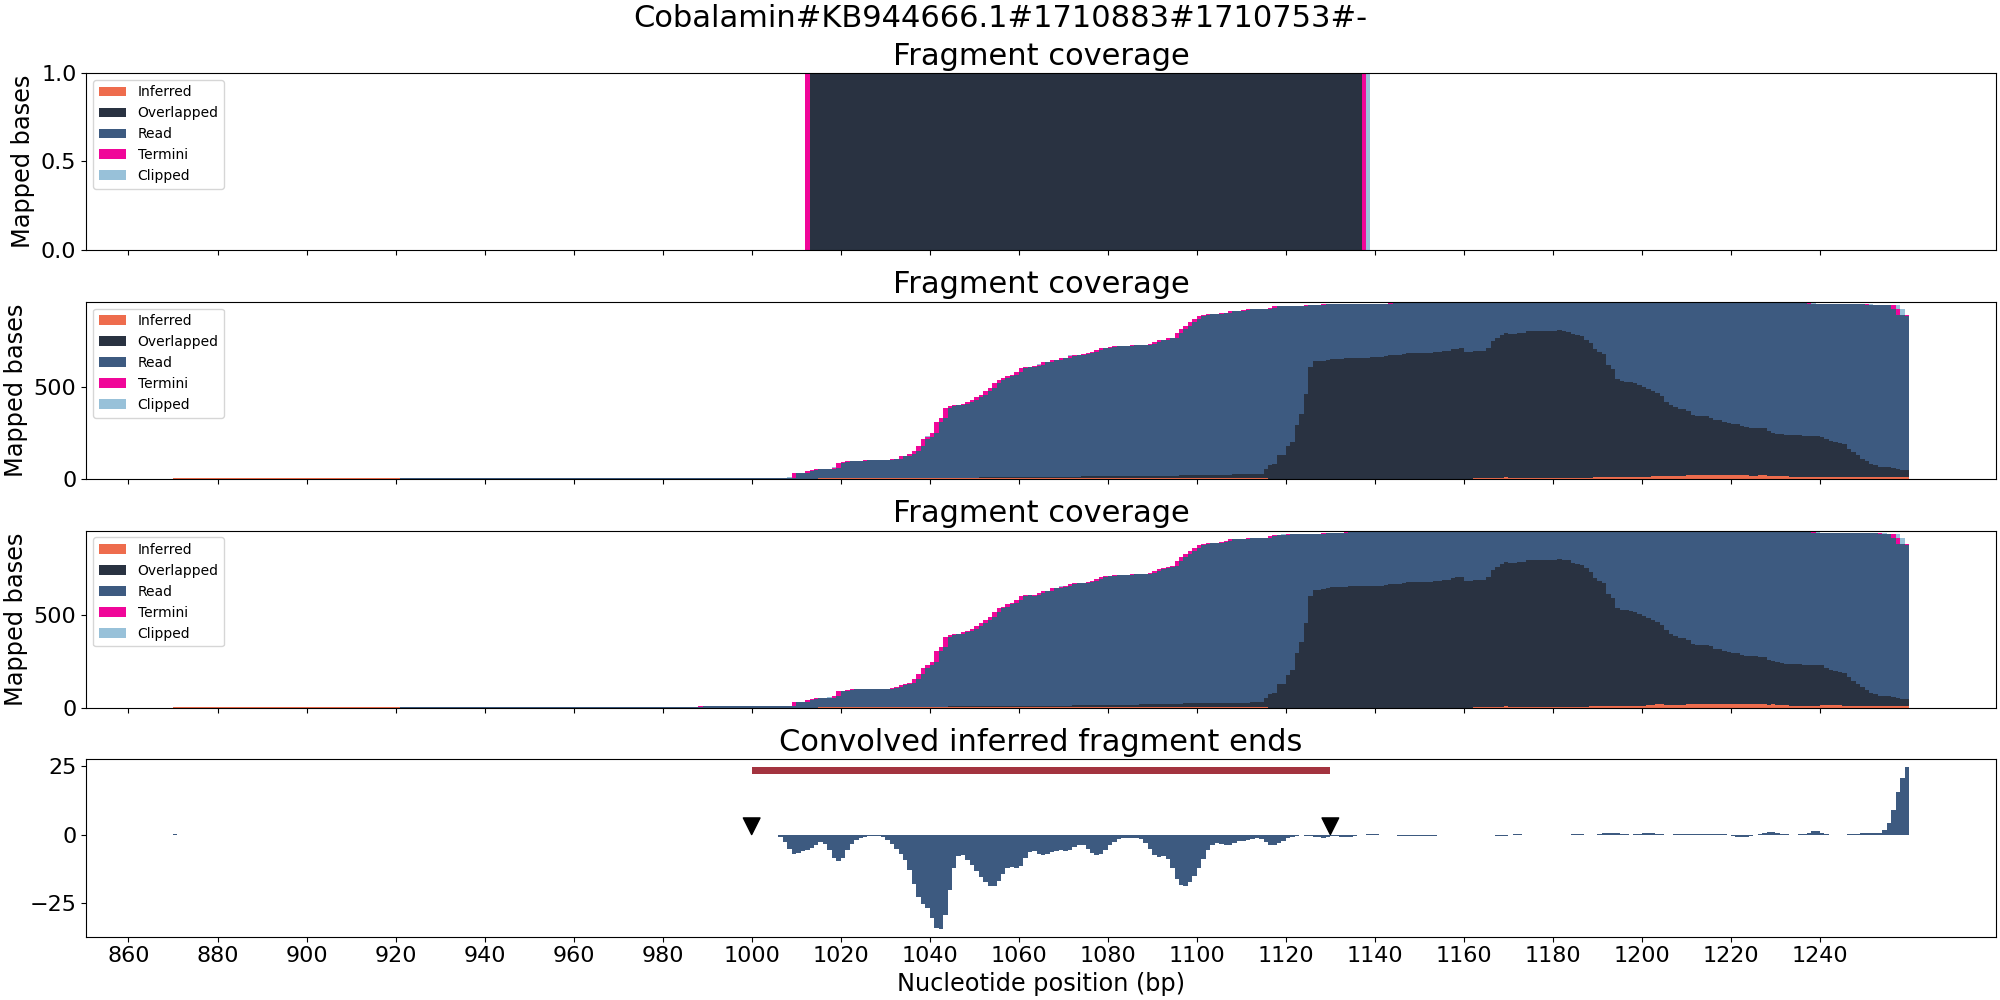 Cobalamin#KB944666.1#1710883#1710753#-
Fragment coverage
Mapped bases
1.0
0.5
0.0
Inferred
Overlapped
Read
Termini
Clipped
Fragment coverage
Mapped bases
500
0
Inferred
Overlapped
Read
Termini
Clipped
Fragment coverage
Mapped bases
500
0
Inferred
Overlapped
Read
Termini
Clipped
Convolved inferred fragment ends
25
0
−25
860 880 900 920 940 960 980 1000 1020 1040 1060 1080 1100 1120 1140 1160 1180 1200 1220 1240
Nucleotide position (bp)